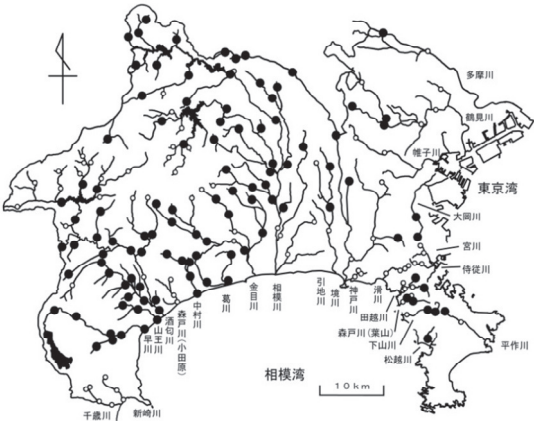 多摩川
鶴見川
帷子川
東京湾
大岡川
宮川
侍従川
滑川
神戸川
境川
引地川
相模川
金目川
葛川
中村川
森戸川(小田原)
酒匂川
山王川
早川
田越川
森戸川(葉山)
下山川
松越川
平作川
相模湾
10km
千歳川
新崎川